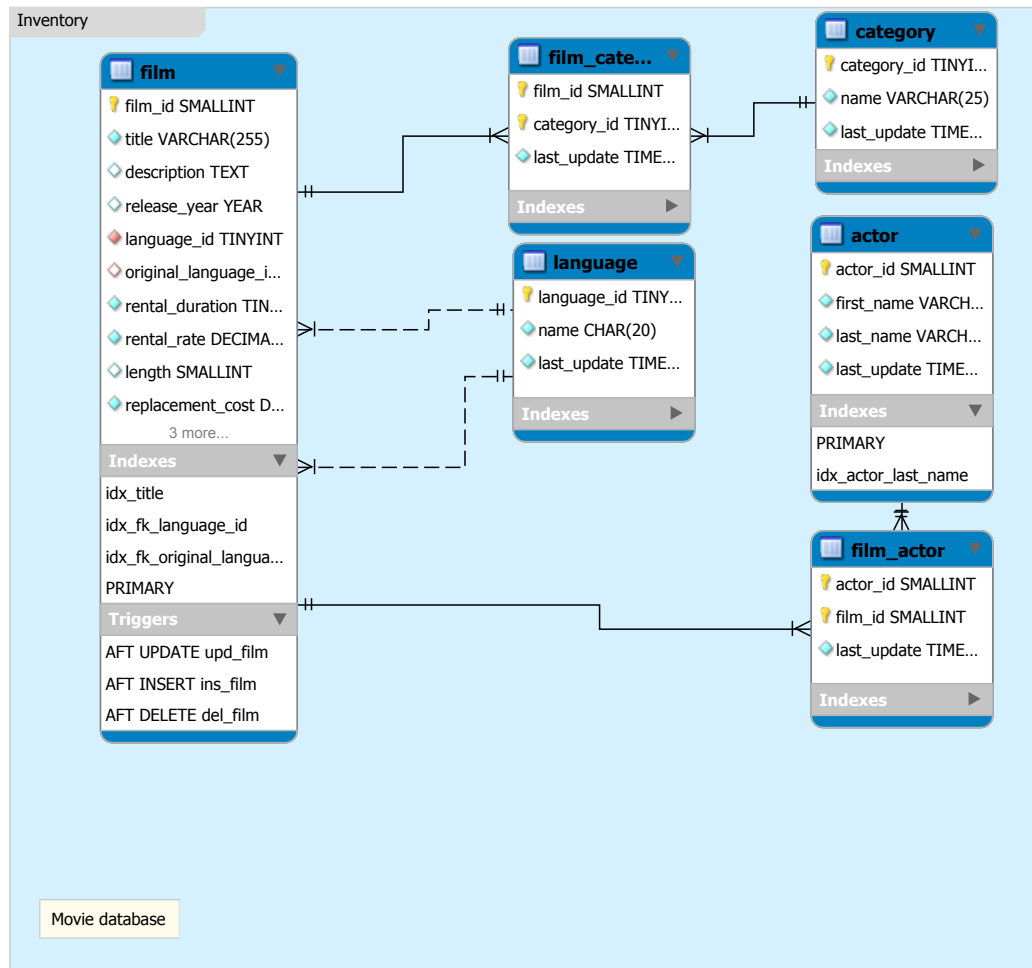 Inventory
film
film_id SMALLINT
title VARCHAR(255)
description TEXT
release_year YEAR
language_id TINYINT
original_language_i...
rental_duration TIN...
rental_rate DECIMA...
length SMALLINT
replacement_cost D...
3 more...
Indexes
idx_title
idx_fk_language_id
idx_fk_original_langua...
PRIMARY
Triggers
AFT UPDATE upd_film
AFT INSERT ins_film
AFT DELETE del_film
film_cate...
film_id SMALLINT
category_id TINYI...
last_update TIME...
Indexes
category
category_id TINYI...
name VARCHAR(25)
last_update TIME...
Indexes
language
language_id TINY...
name CHAR(20)
last_update TIME...
Indexes
actor
actor_id SMALLINT
first_name VARCH...
last_name VARCH...
last_update TIME...
Indexes
PRIMARY
idx_actor_last_name
film_actor
actor_id SMALLINT
film_id SMALLINT
last_update TIME...
Indexes
Movie database